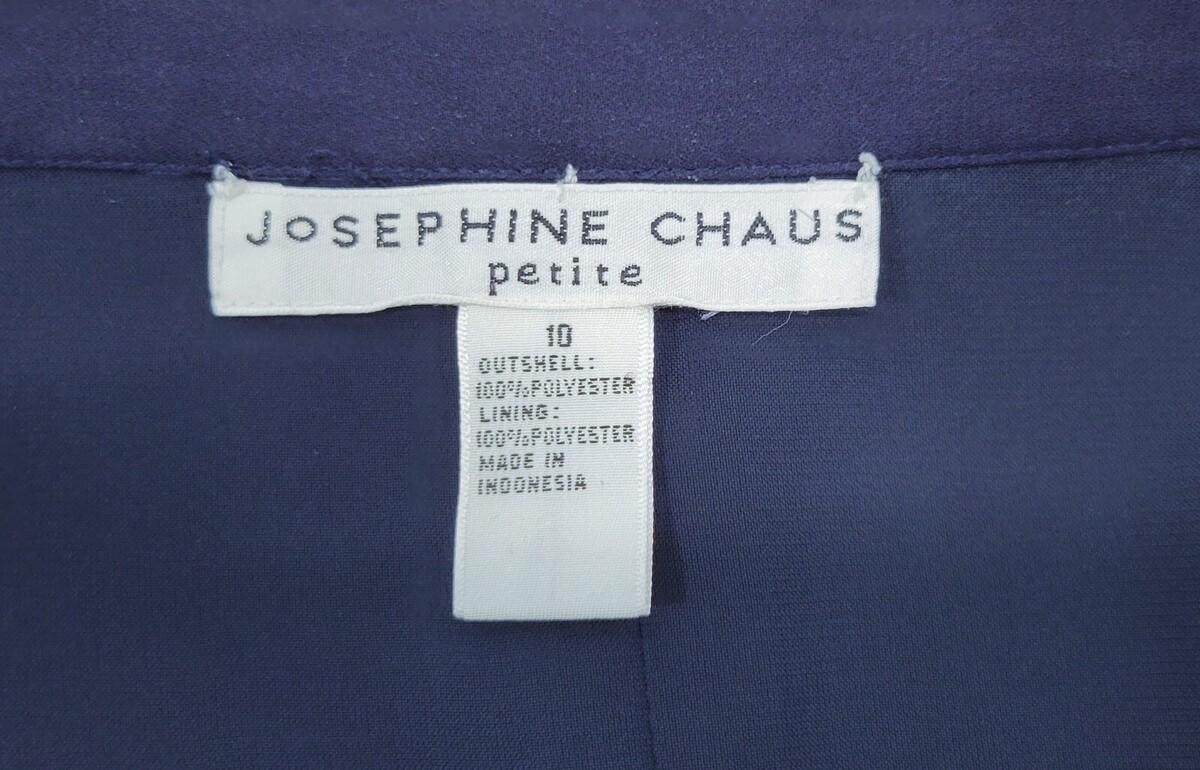 JoSEPHINE CHAUS
petite
10
OUTSHELL:
100%POLYESTER
LINING:
100%POLYESTER
MADE IN
INDONESIA